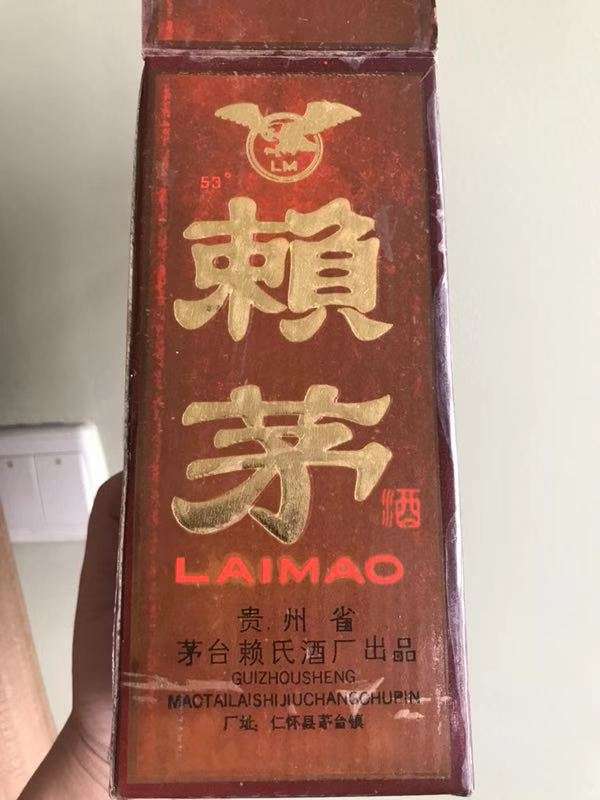 LM
53°
賴
茅
酒
LAIMAO
贵州省
茅台赖氏酒厂出品
GUIZHOUSHENG
MAOTAILAISHIJIUCHANGCHUPIN
厂址:仁怀县茅台镇